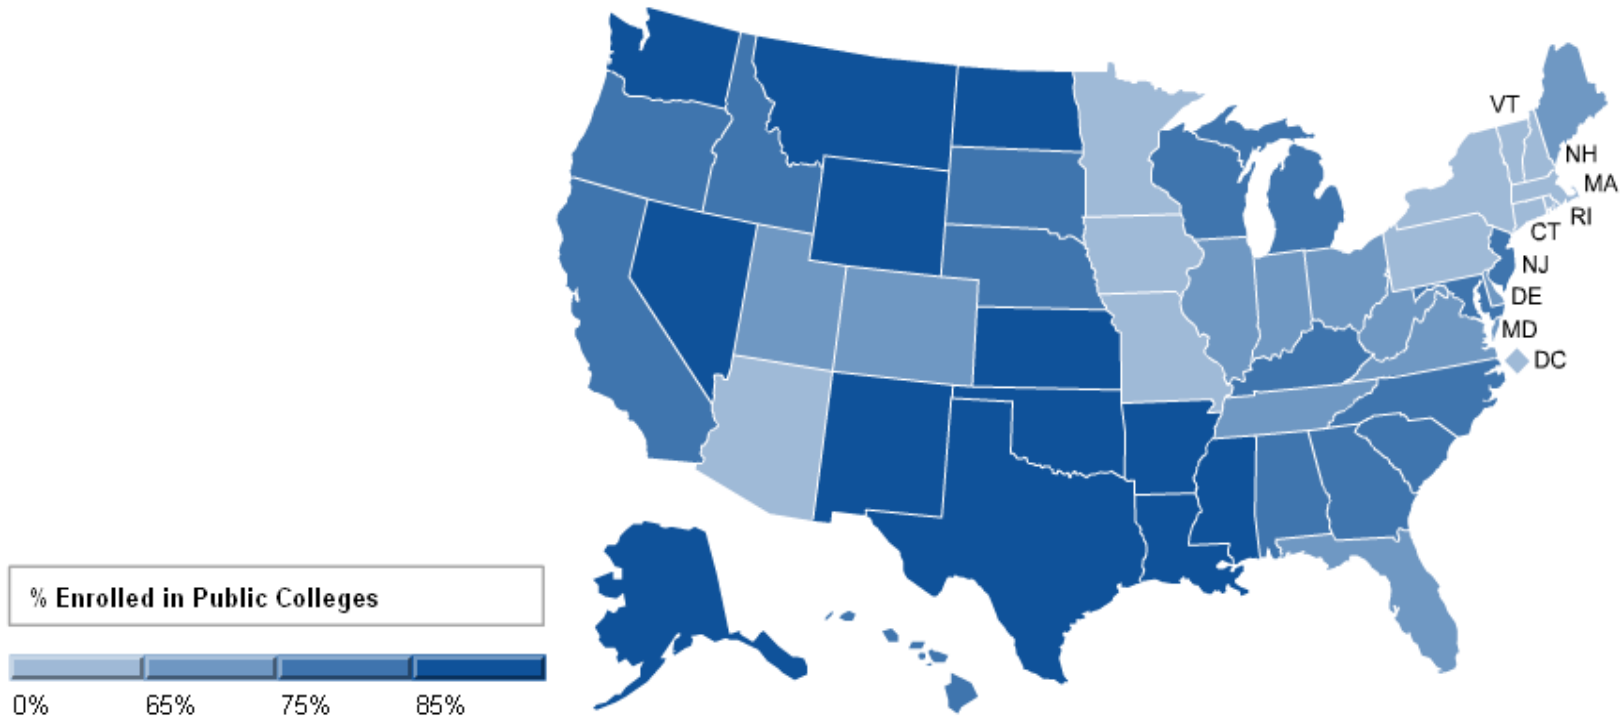 VT
NH
MA
RI
CT
NJ
DE
MD
DC
% Enrolled in Public Colleges
0% 65% 75% 85%